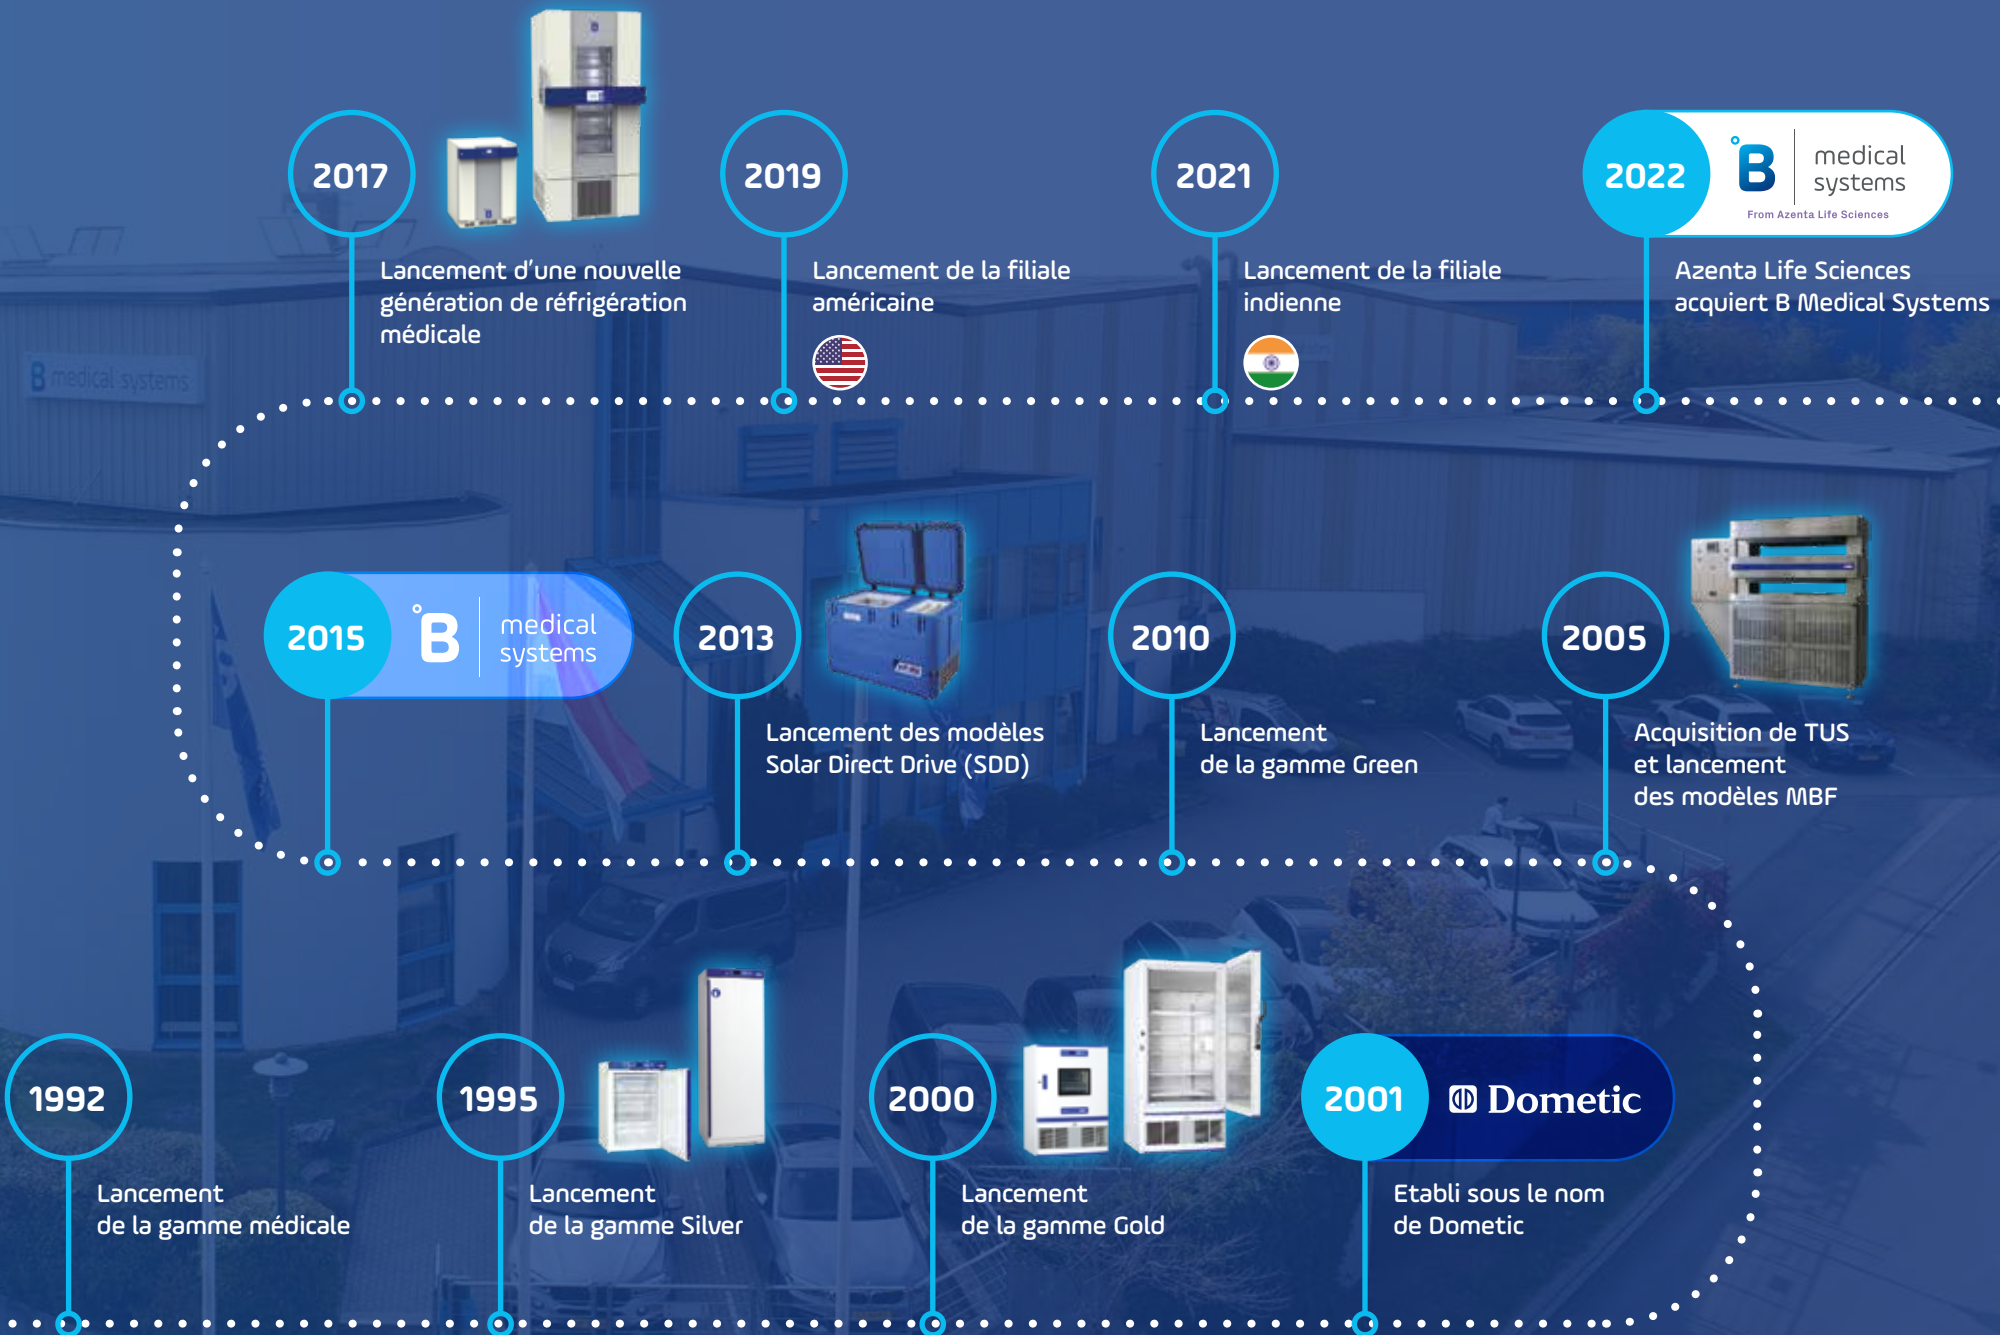 2017
Lancement d'une nouvelle
génération de réfrigération
médicale
2019
Lancement de la filiale
américaine
2021
Lancement de la filiale
indienne
2022
B medical
systems
From Azenta Life Sciences
Azenta Life Sciences
acquiert B Medical Systems
B medical systems
2015
B medical
systems
2013
Lancement des modèles
Solar Direct Drive (SDD)
2010
Lancement
de la gamme Green
2005
Acquisition de TUS
et lancement
des modèles MBF
1992
Lancement
de la gamme médicale
1995
Lancement
de la gamme Silver
2000
Lancement
de la gamme Gold
2001
Dometic
Etabli sous le nom
de Dometic